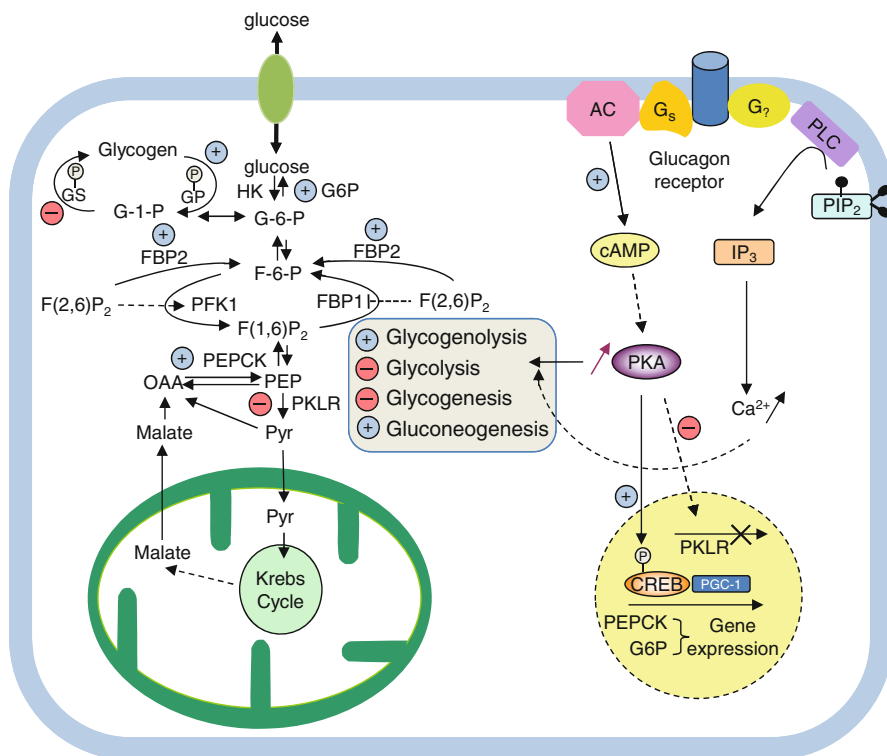 glucose
AC
Gs
G?
PLC
Glucagon
receptor
PIP2
Glycogen
+
P
GS
P
GP
−
G-1-P
glucose
HK
+
G6P
G-6-P
+
FBP2
+
FBP2
F-6-P
F(2,6)P2
PFK1
FBP1
F(2,6)P2
F(1,6)P2
+
PEPCK
OAA
PEP
−
PKLR
Malate
Pyr
Pyr
Malate
Krebs
Cycle
+ Glycogenolysis
− Glycolysis
− Glycogenesis
+ Gluconeogenesis
+
cAMP
IP3
PKA
Ca2+
−
+
PKLR
P
CREB
PGC-1
PEPCK
G6P
Gene
expression